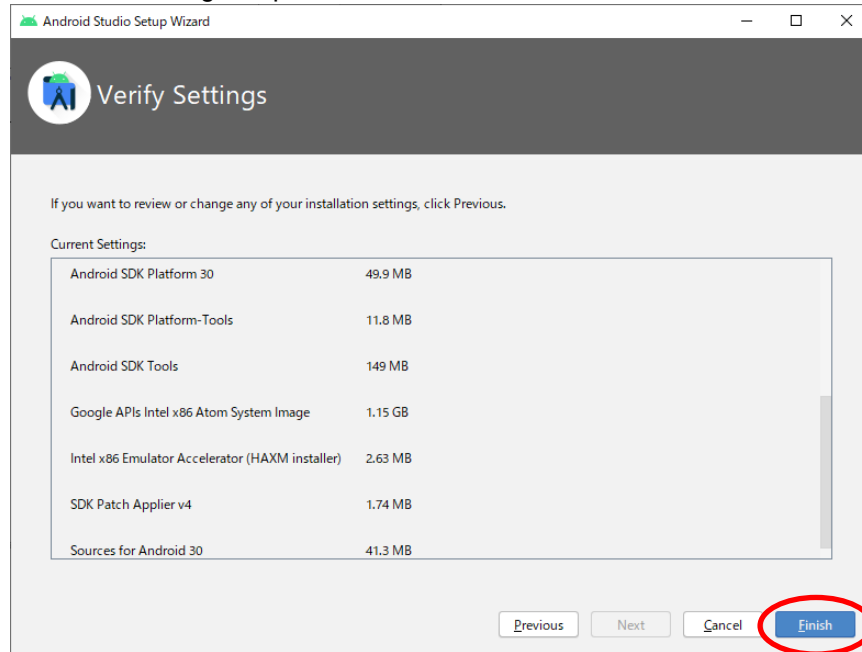 Android Studio Setup Wizard
Verify Settings
If you want to review or change any of your installation settings, click Previous.
Current Settings:
Android SDK Platform 30 49.9 MB
Android SDK Platform-Tools 11.8 MB
Android SDK Tools 149 MB
Google APIs Intel x86 Atom System Image 1.15 GB
Intel x86 Emulator Accelerator (HAXM installer) 2.63 MB
SDK Patch Applier v4 1.74 MB
Sources for Android 30 41.3 MB
Previous Next Cancel Finish